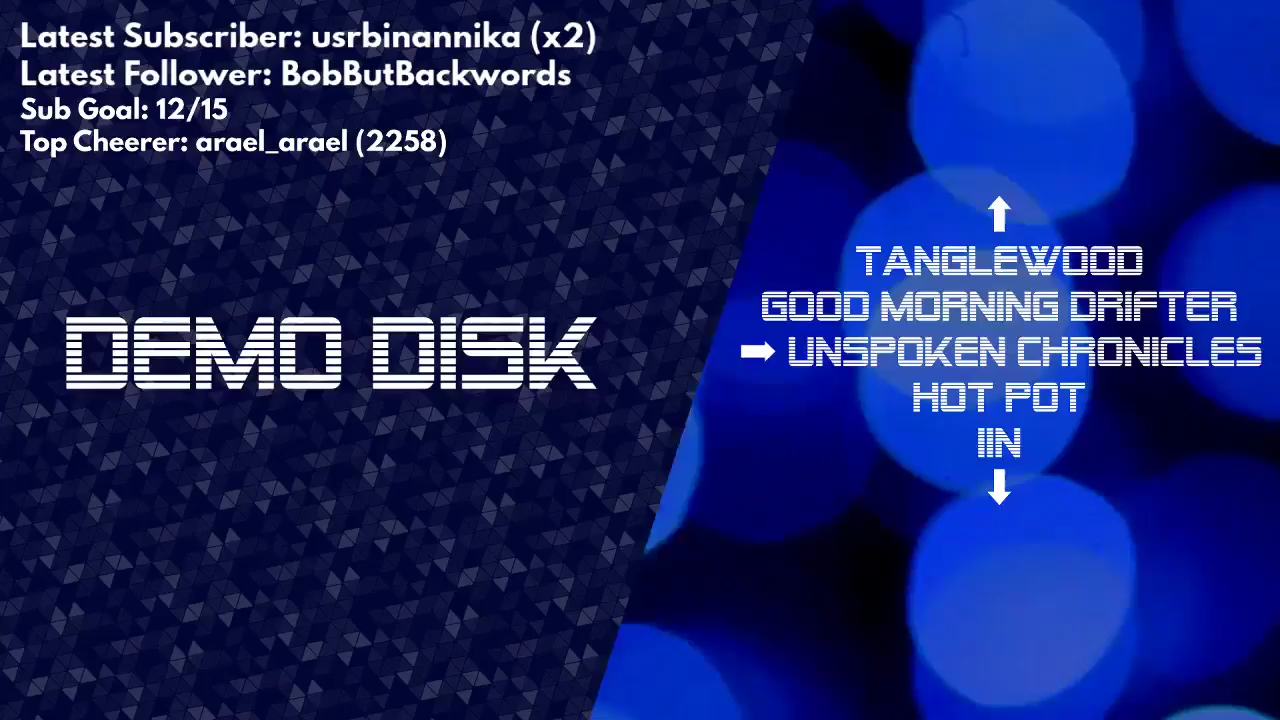 Latest Subscriber: usrbinannika (x2)
Latest Follower: BobButBackwords
Sub Goal: 12/15
Top Cheerer: arael_arael (2258)
DEMO DISK
TANGLEWOOD
GOOD MORNING DRIFTER
UNSPOKEN CHRONICLES
HOT POT
IIN